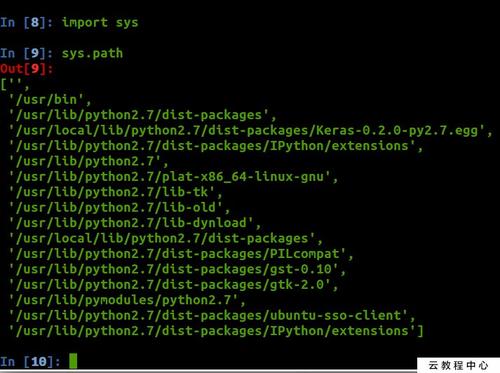 In [8]: import sys
In [9]: sys.path
Out[9]:
['',
'/usr/bin',
'/usr/lib/python2.7/dist-packages',
'/usr/local/lib/python2.7/dist-packages/Keras-0.2.0-py2.7.egg',
'/usr/lib/python2.7/dist-packages/IPython/extensions',
'/usr/lib/python2.7',
'/usr/lib/python2.7/plat-x86_64-linux-gnu',
'/usr/lib/python2.7/lib-tk',
'/usr/lib/python2.7/lib-old',
'/usr/lib/python2.7/lib-dynload',
'/usr/local/lib/python2.7/dist-packages',
'/usr/lib/python2.7/dist-packages/PILcompat',
'/usr/lib/python2.7/dist-packages/gst-0.10',
'/usr/lib/python2.7/dist-packages/gtk-2.0',
'/usr/lib/pymodules/python2.7',
'/usr/lib/python2.7/dist-packages/ubuntu-sso-client',
'/usr/lib/python2.7/dist-packages/IPython/extensions']
In [10]:
云教程中心